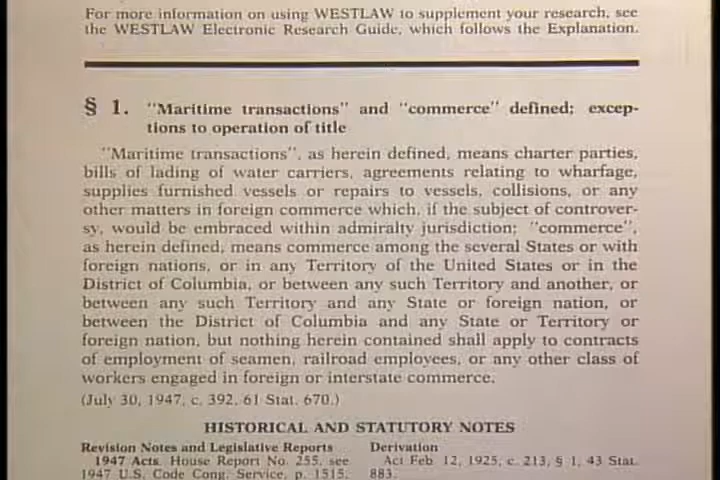 For more information on using WESTLAW to supplement your research, see
the WESTLAW Electronic Research Guide, which follows the Explanation.
§ 1. "Maritime transactions" and "commerce" defined; excep-
tions to operation of title
"Maritime transactions", as herein defined, means charter parties,
bills of lading of water carriers, agreements relating to wharfage,
supplies furnished vessels or repairs to vessels, collisions, or any
other matters in foreign commerce which, if the subject of controver-
sy, would be embraced within admiralty jurisdiction; "commerce",
as herein defined, means commerce among the several States or with
foreign nations, or in any Territory of the United States or in the
District of Columbia, or between any such Territory and another, or
between any such Territory and any State or foreign nation, or
between the District of Columbia and any State or Territory or
foreign nation, but nothing herein contained shall apply to contracts
of employment of seamen, railroad employees, or any other class of
workers engaged in foreign or interstate commerce.
(July 30, 1947, c. 392, 61 Stat. 670.)
HISTORICAL AND STATUTORY NOTES
Revision Notes and Legislative Reports
1947 Acts. House Report No. 255, see
1947 U.S. Code Cong. Service, p. 1515.
Derivation
Act Feb 12, 1925, c. 213, § 1, 43 Stat.
883.